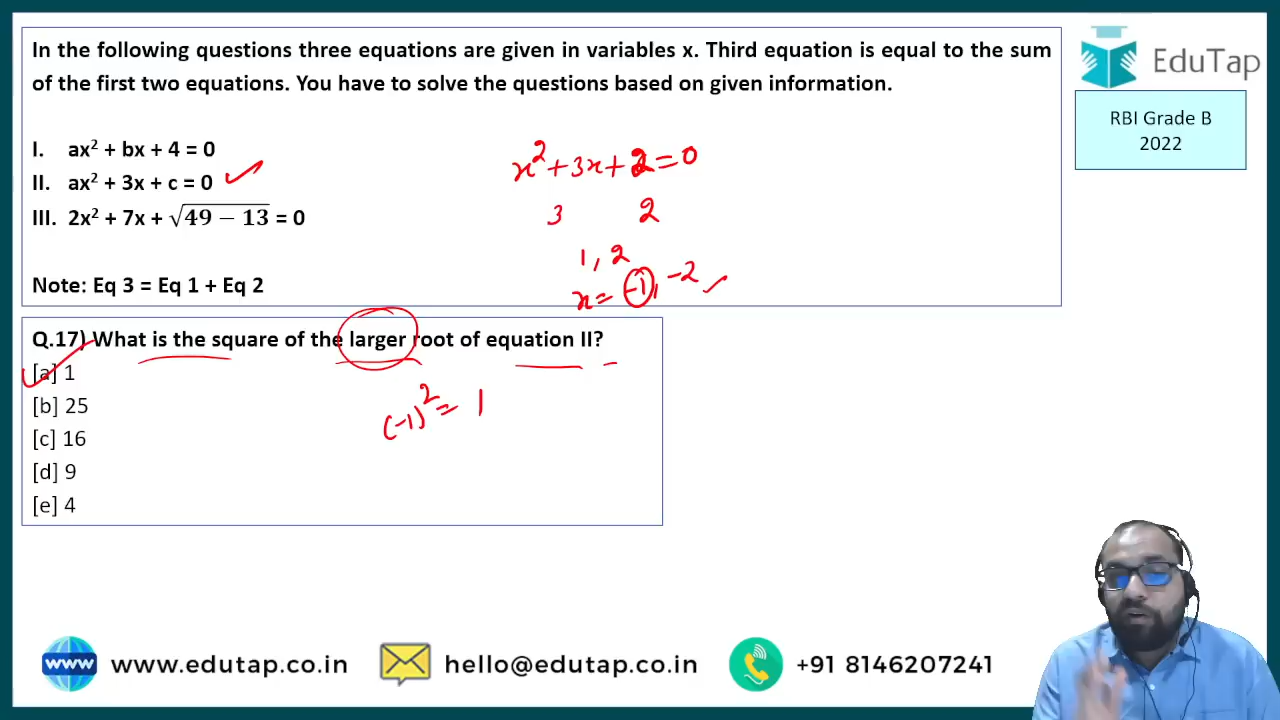 In the following questions three equations are given in variables x. Third equation is equal to the sum
of the first two equations. You have to solve the questions based on given information.
EduTap
RBI Grade B
2022
I. ax² + bx + 4 = 0
II. ax² + 3x + c = 0
III. 2x² + 7x + √(49 − 13) = 0
Note: Eq 3 = Eq 1 + Eq 2
x² + 3x + 2 = 0
3 2
1, 2
x = -1, -2
Q.17) What is the square of the larger root of equation II?
[a] 1
[b] 25
[c] 16
[d] 9
[e] 4
(-1)² = 1
www www.edutap.co.in
hello@edutap.co.in
+91 8146207241